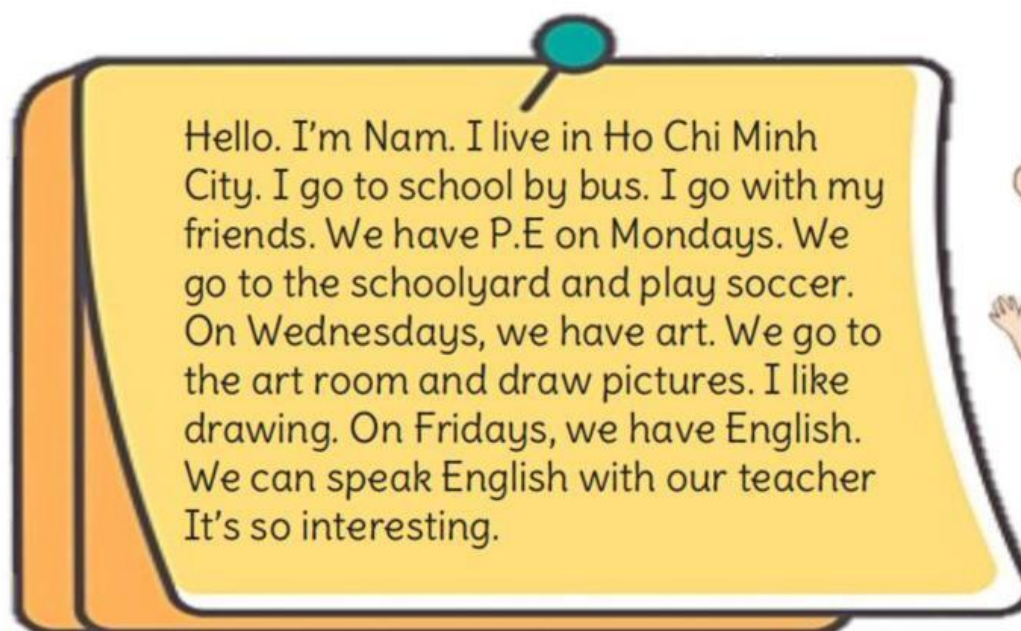 Hello. I'm Nam. I live in Ho Chi Minh
City. I go to school by bus. I go with my
friends. We have P.E on Mondays. We
go to the schoolyard and play soccer.
On Wednesdays, we have art. We go to
the art room and draw pictures. I like
drawing. On Fridays, we have English.
We can speak English with our teacher
It's so interesting.